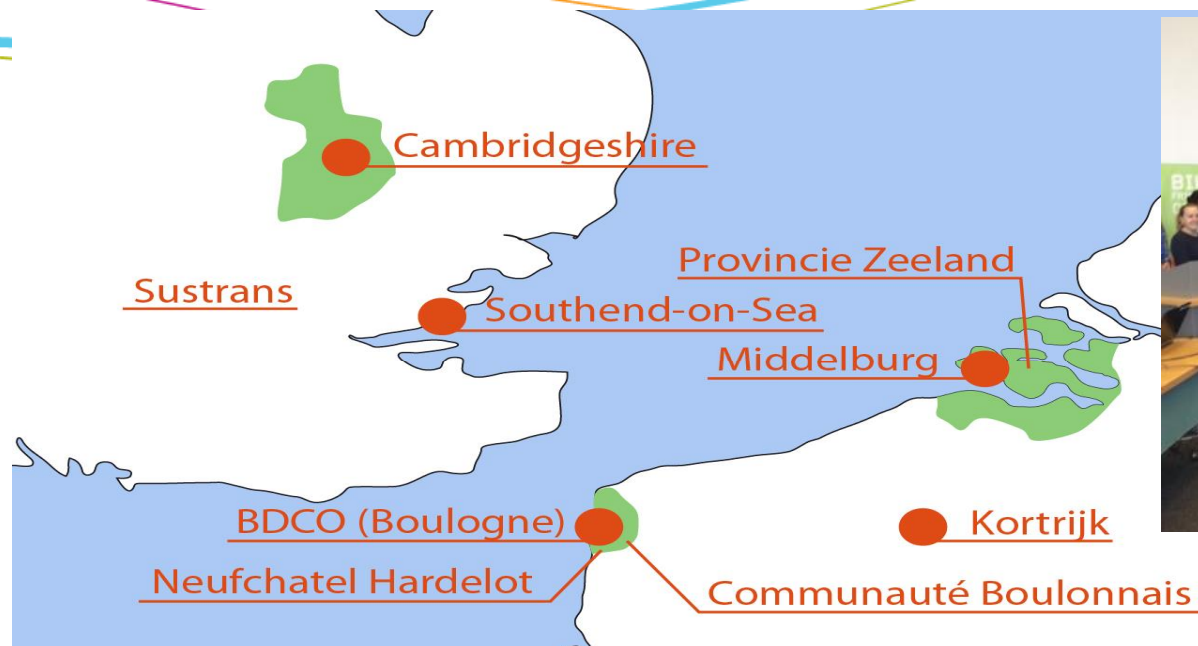 Cambridgeshire
Provincie Zeeland
Sustrans
Southend-on-Sea
Middelburg
BDCO (Boulogne)
Kortrijk
Neufchatel Hardelot
Communauté Boulonnais